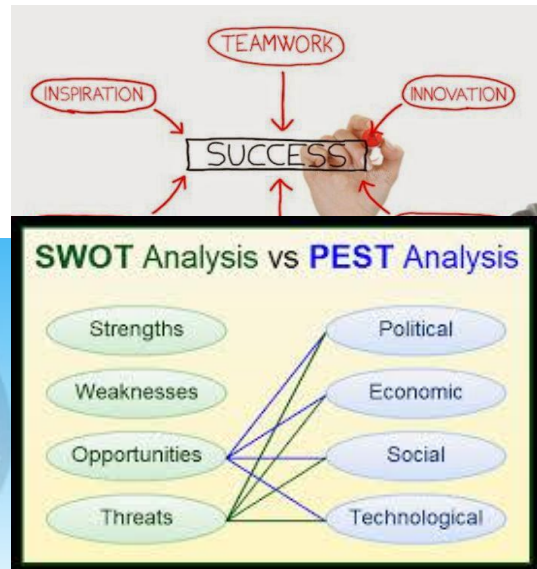 TEAMWORK
INSPIRATION
INNOVATION
SUCCESS
SWOT Analysis vs PEST Analysis
Strengths
Political
Weaknesses
Economic
Opportunities
Social
Threats
Technological